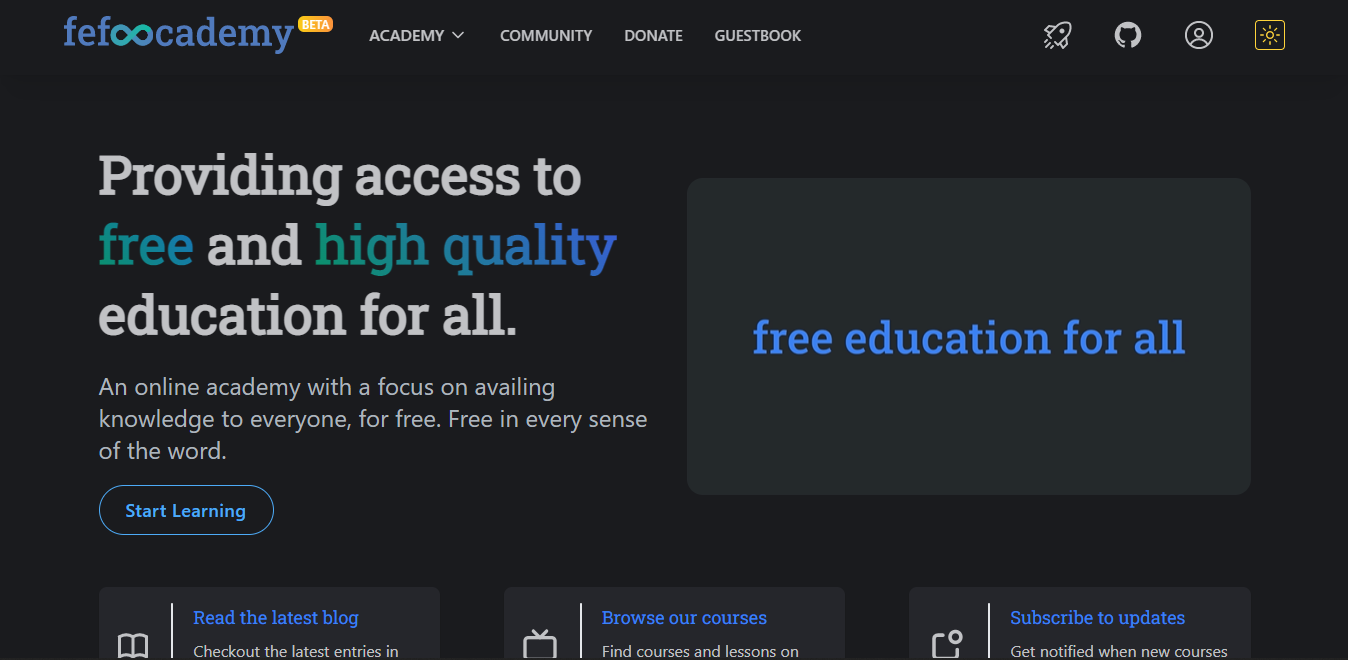 fefoocademy BETA
ACADEMY
COMMUNITY
DONATE
GUESTBOOK
Providing access to
free and high quality
education for all.
An online academy with a focus on availing
knowledge to everyone, for free. Free in every sense
of the word.
Start Learning
free education for all
Read the latest blog
Checkout the latest entries in
Browse our courses
Find courses and lessons on
Subscribe to updates
Get notified when new courses